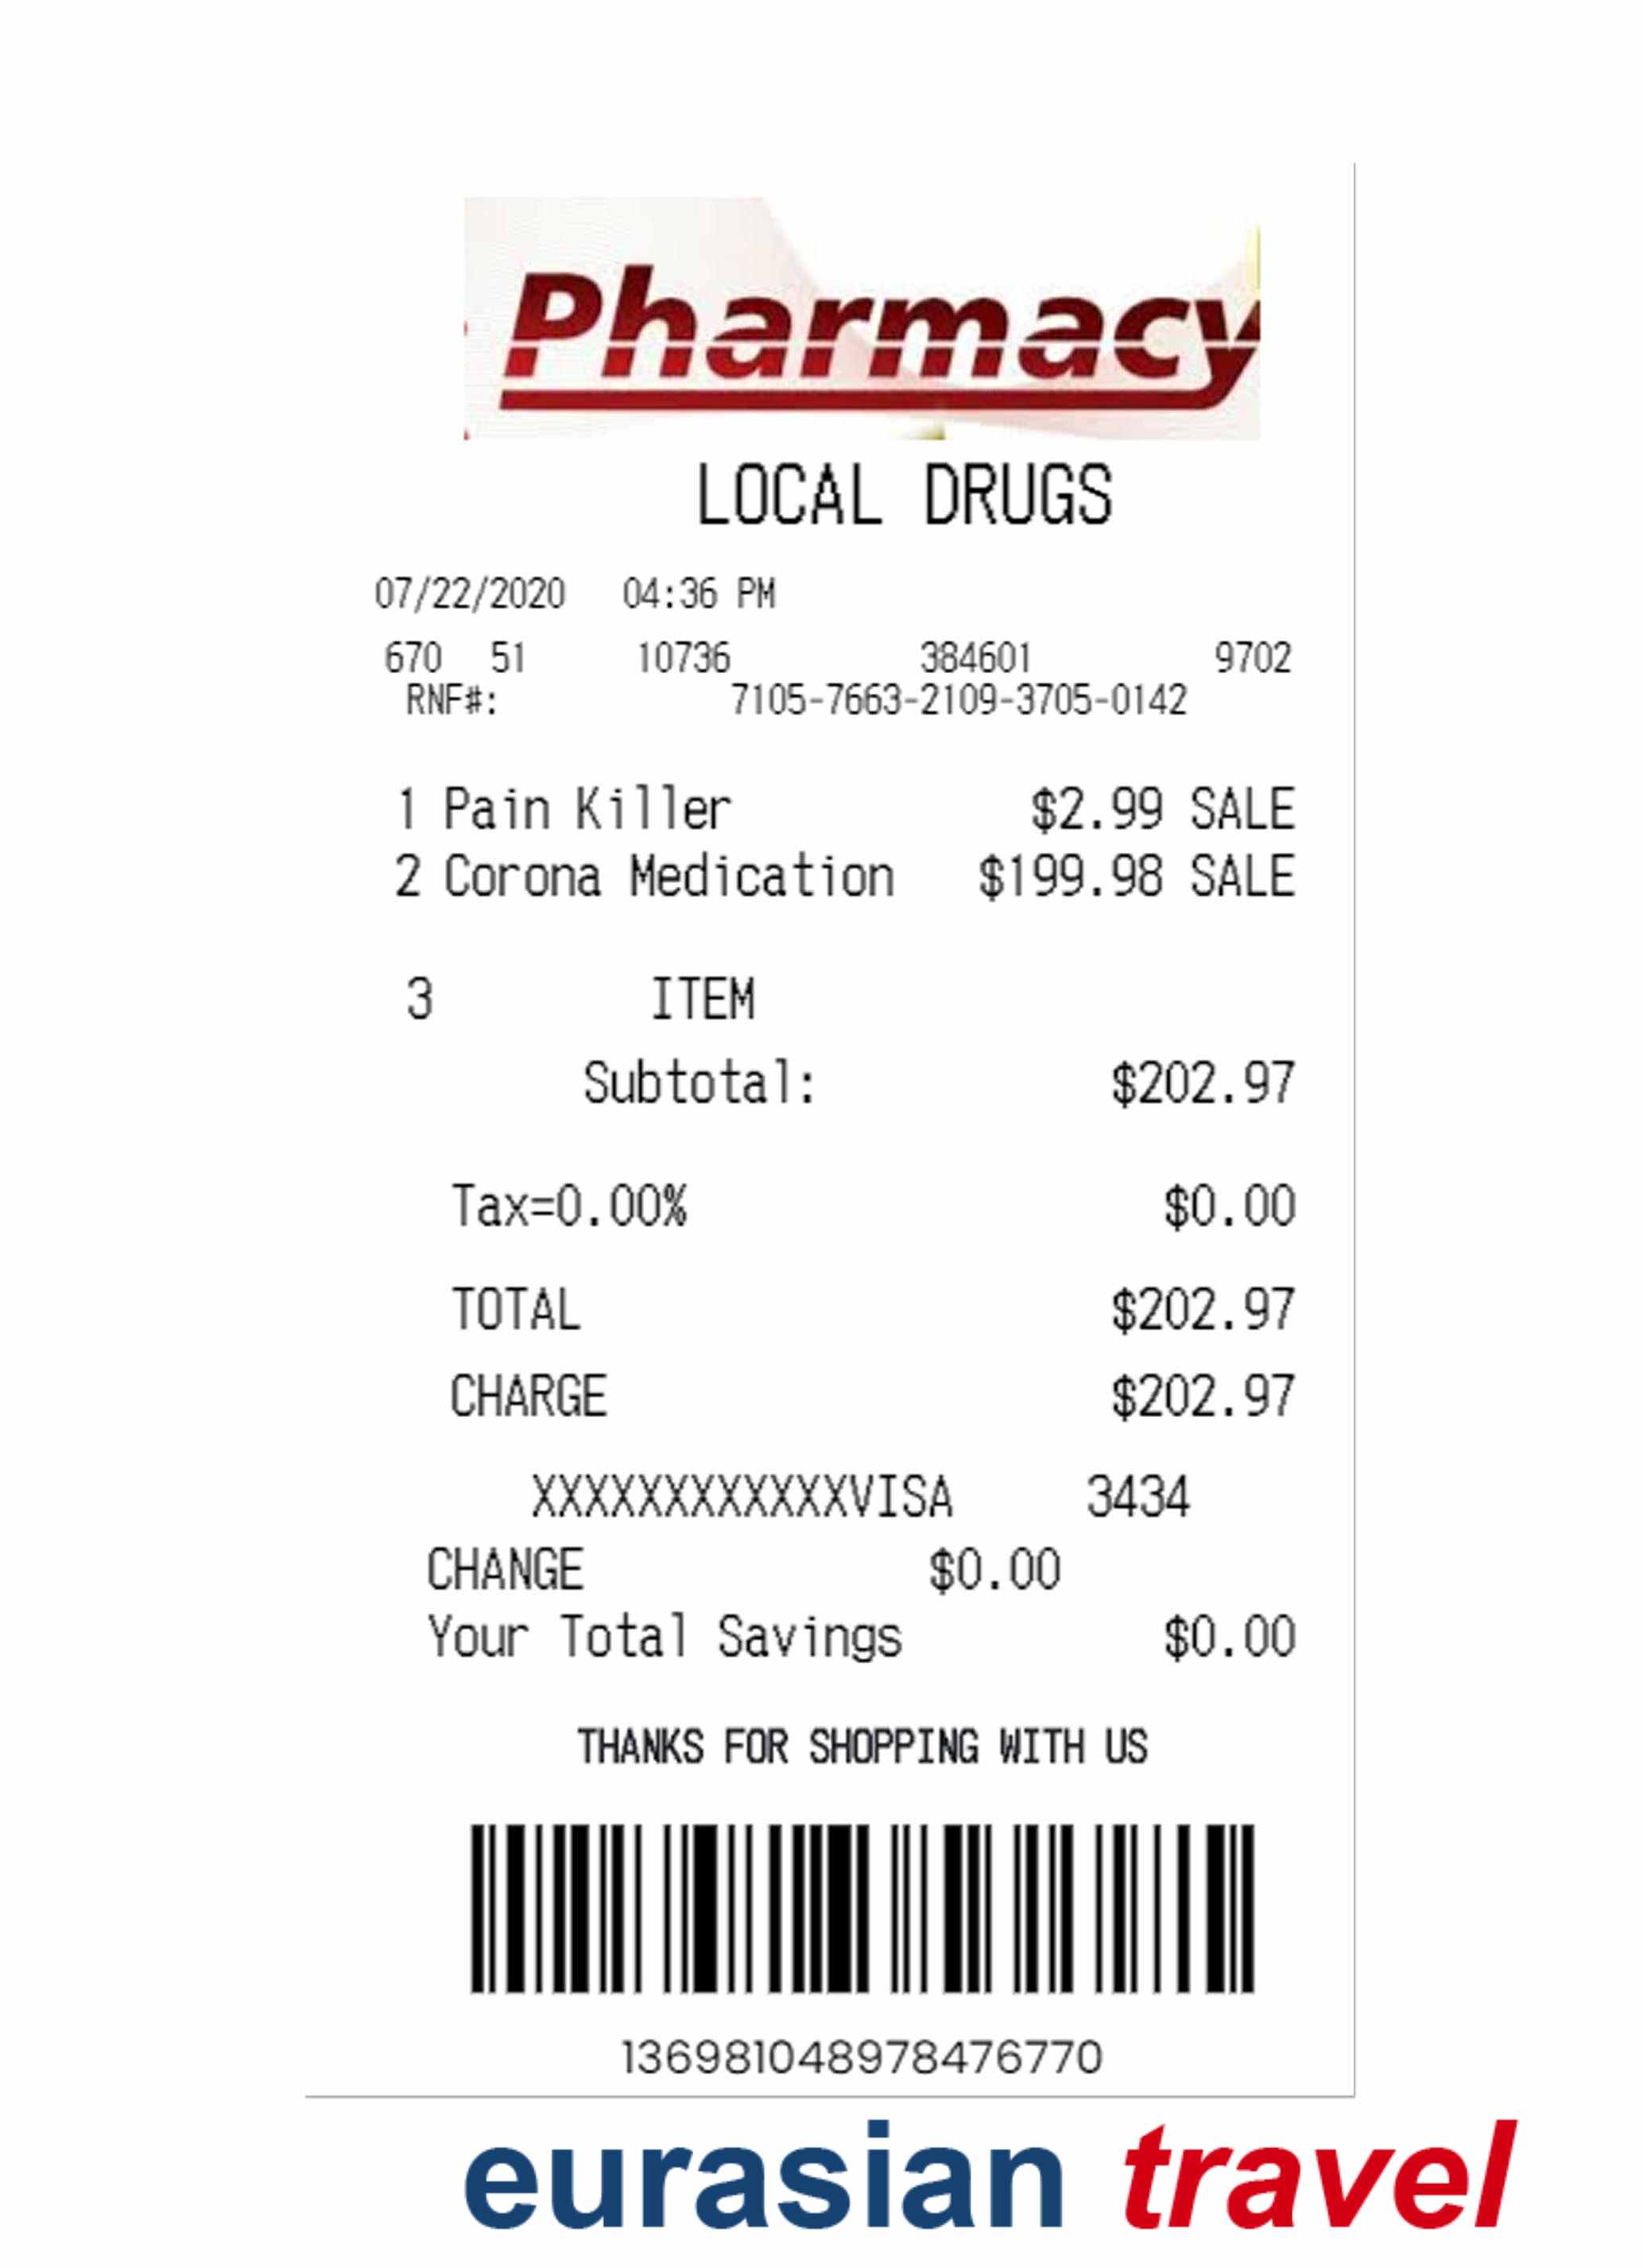 Pharmacy
LOCAL DRUGS
07/22/2020 04:36 PM
670 51 10736 384601 9702
RNF#: 7105-7663-2109-3705-0142
1 Pain Killer $2.99 SALE
2 Corona Medication $199.98 SALE
3 ITEM
Subtotal: $202.97
Tax=0.00% $0.00
TOTAL $202.97
CHARGE $202.97
XXXXXXXXXXXXVISA 3434
CHANGE $0.00
Your Total Savings $0.00
THANKS FOR SHOPPING WITH US
136981048978476770
eurasian travel